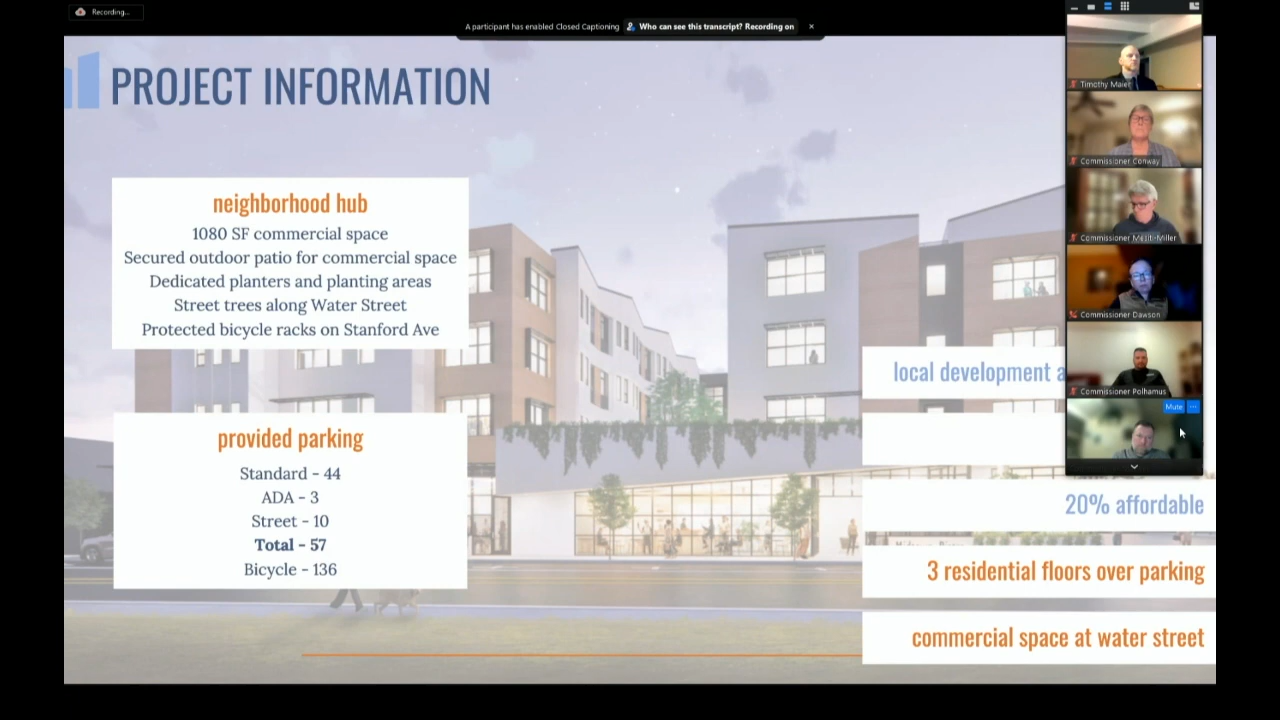 Recording...
A participant has enabled Closed Captioning Who can see this transcript? Recording on
PROJECT INFORMATION
neighborhood hub
1080 SF commercial space
Secured outdoor patio for commercial space
Dedicated planters and planting areas
Street trees along Water Street
Protected bicycle racks on Stanford Ave
provided parking
Standard - 44
ADA - 3
Street - 10
Total - 57
Bicycle - 136
local development a
20% affordable
3 residential floors over parking
commercial space at water street
Timothy Maier
Commissioner Conway
Commissioner Mesiti-Miller
Commissioner Dawson
Commissioner Polhamus
Mute